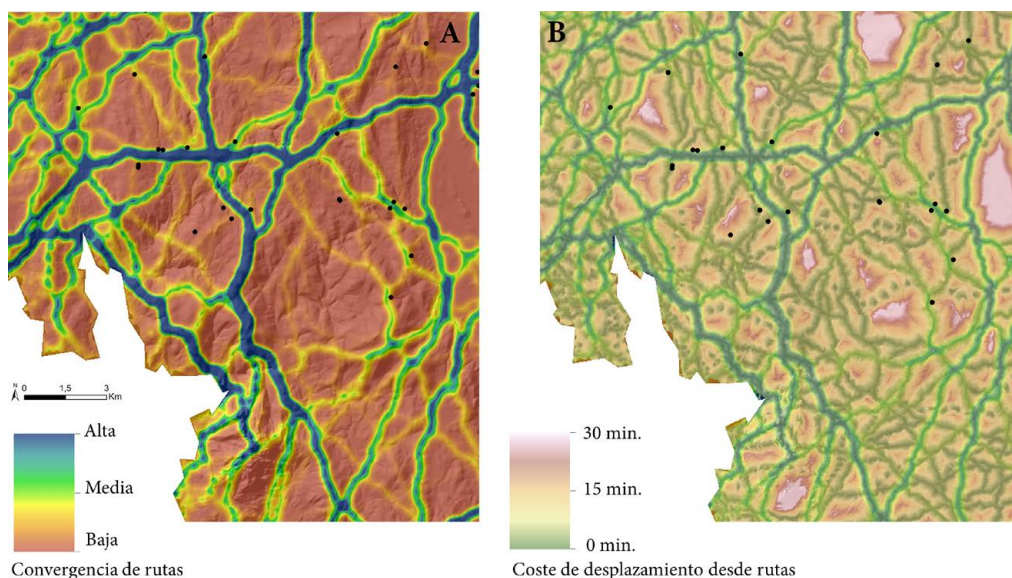 A
B
N
0 1,5 3
Km
Alta
Media
Baja
Convergencia de rutas
30 min.
15 min.
0 min.
Coste de desplazamiento desde rutas